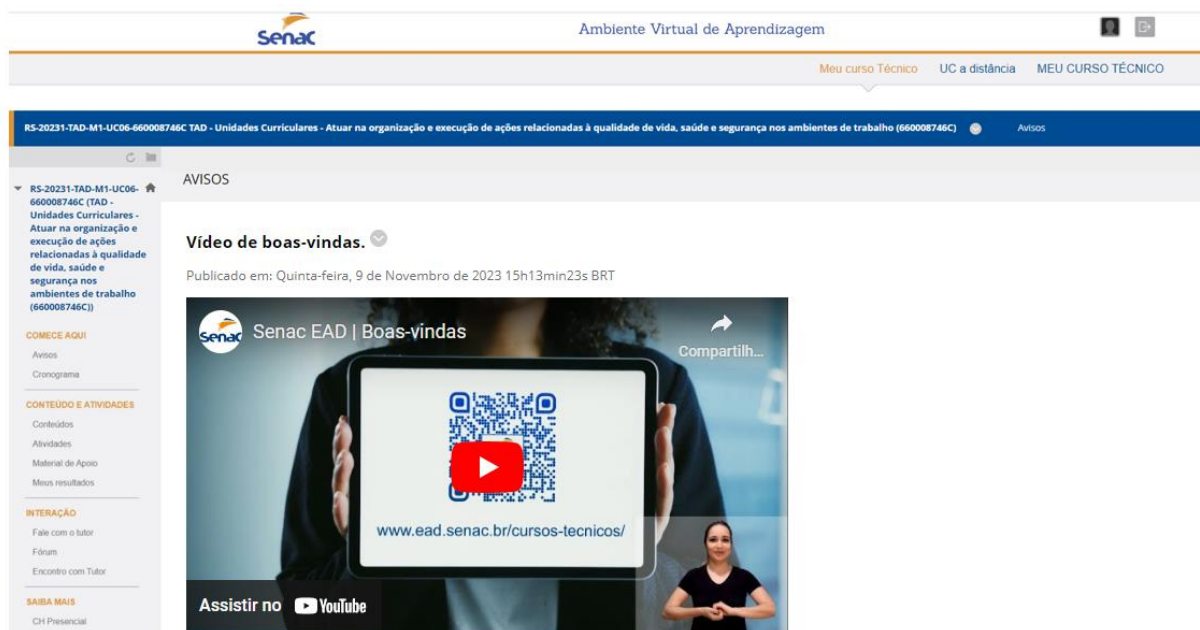 Senac
Ambiente Virtual de Aprendizagem
Meu curso Técnico
UC a distância
MEU CURSO TÉCNICO
RS-20231-TAD-M1-UC06-660008746C TAD - Unidades Curriculares - Atuar na organização e execução de ações relacionadas à qualidade de vida, saúde e segurança nos ambientes de trabalho (660008746C)
Avisos
RS-20231-TAD-M1-UC06-
660008746C (TAD -
Unidades Curriculares -
Atuar na organização e
execução de ações
relacionadas à qualidade
de vida, saúde e
segurança nos
ambientes de trabalho
(660008746C))
COMECE AQUI
Avisos
Cronograma
CONTEÚDO E ATIVIDADES
Conteúdos
Atividades
Material de Apoio
Meus resultados
INTERAÇÃO
Fale com o tutor
Fórum
Encontro com Tutor
SAIBA MAIS
CH Presencial
AVISOS
Vídeo de boas-vindas.
Publicado em: Quinta-feira, 9 de Novembro de 2023 15h13min23s BRT
Senac
Senac EAD | Boas-vindas
Compartilh...
www.ead.senac.br/cursos-tecnicos/
Assistir no YouTube